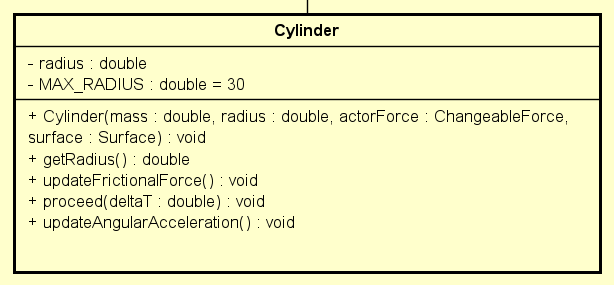 Cylinder
- radius : double
- MAX_RADIUS : double = 30
+ Cylinder(mass : double, radius : double, actorForce : ChangeableForce,
surface : Surface) : void
+ getRadius() : double
+ updateFrictionalForce() : void
+ proceed(deltaT : double) : void
+ updateAngularAcceleration() : void